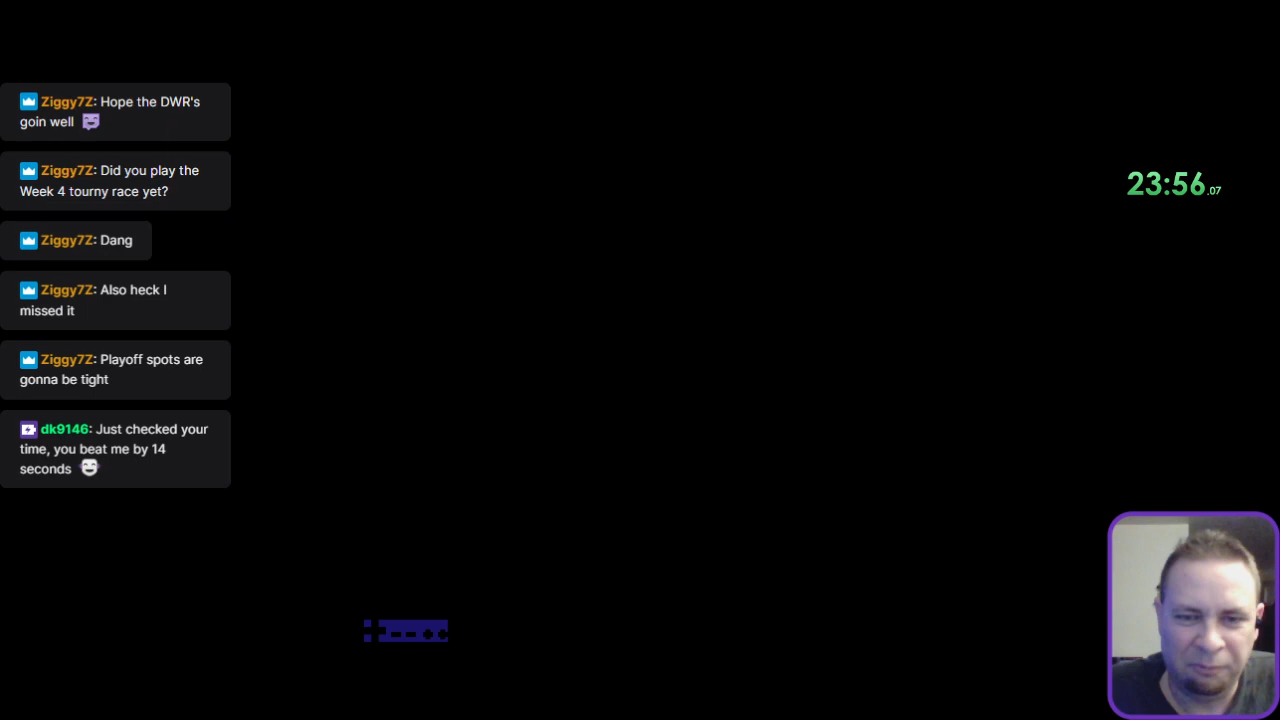 Ziggy7Z: Hope the DWR's
goin well
Ziggy7Z: Did you play the
Week 4 tourny race yet?
Ziggy7Z: Dang
Ziggy7Z: Also heck I
missed it
Ziggy7Z: Playoff spots are
gonna be tight
dk9146: Just checked your
time, you beat me by 14
seconds
23:56.07